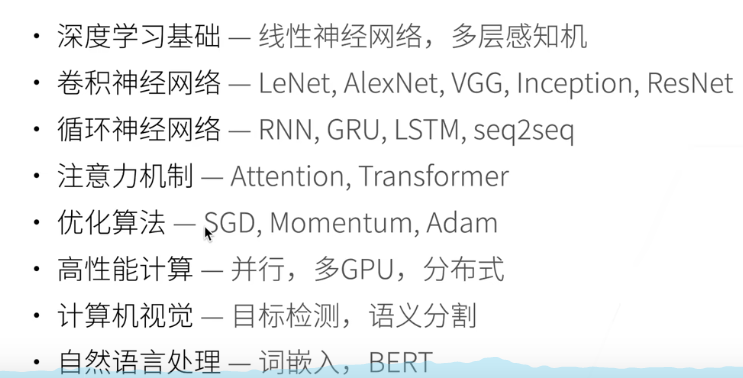 • 深度学习基础 — 线性神经网络，多层感知机
• 卷积神经网络 — LeNet, AlexNet, VGG, Inception, ResNet
• 循环神经网络 — RNN, GRU, LSTM, seq2seq
• 注意力机制 — Attention, Transformer
• 优化算法 — SGD, Momentum, Adam
• 高性能计算 — 并行，多GPU，分布式
• 计算机视觉 — 目标检测，语义分割
• 自然语言处理 — 词嵌入，BERT